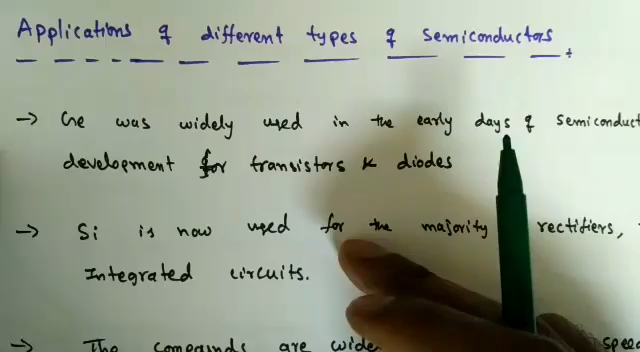 Applications of different types of Semiconductors
→ Ge was widely used in the early days of Semiconduct
development for transistors & diodes
→ Si is now used for the majority rectifiers,
Integrated circuits.
→ The compounds are wide speed